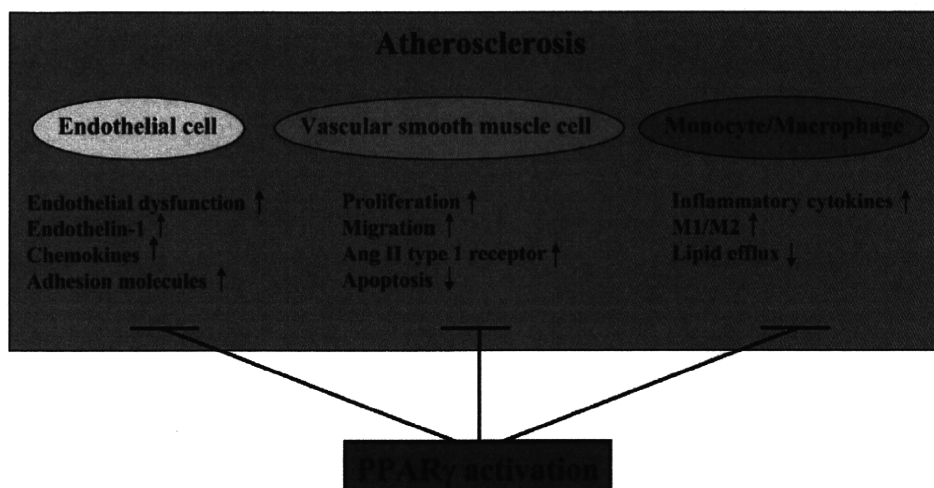 Atherosclerosis
Endothelial cell
Vascular smooth muscle cell
Monocyte/Macrophage
Endothelial dysfunction ↑
Endothelin-1 ↑
Chemokines ↑
Adhesion molecules ↑
Proliferation ↑
Migration ↑
Ang II type 1 receptor ↑
Apoptosis ↓
Inflammatory cytokines ↑
M1/M2 ↑
Lipid efflux ↓
PPARγ activation